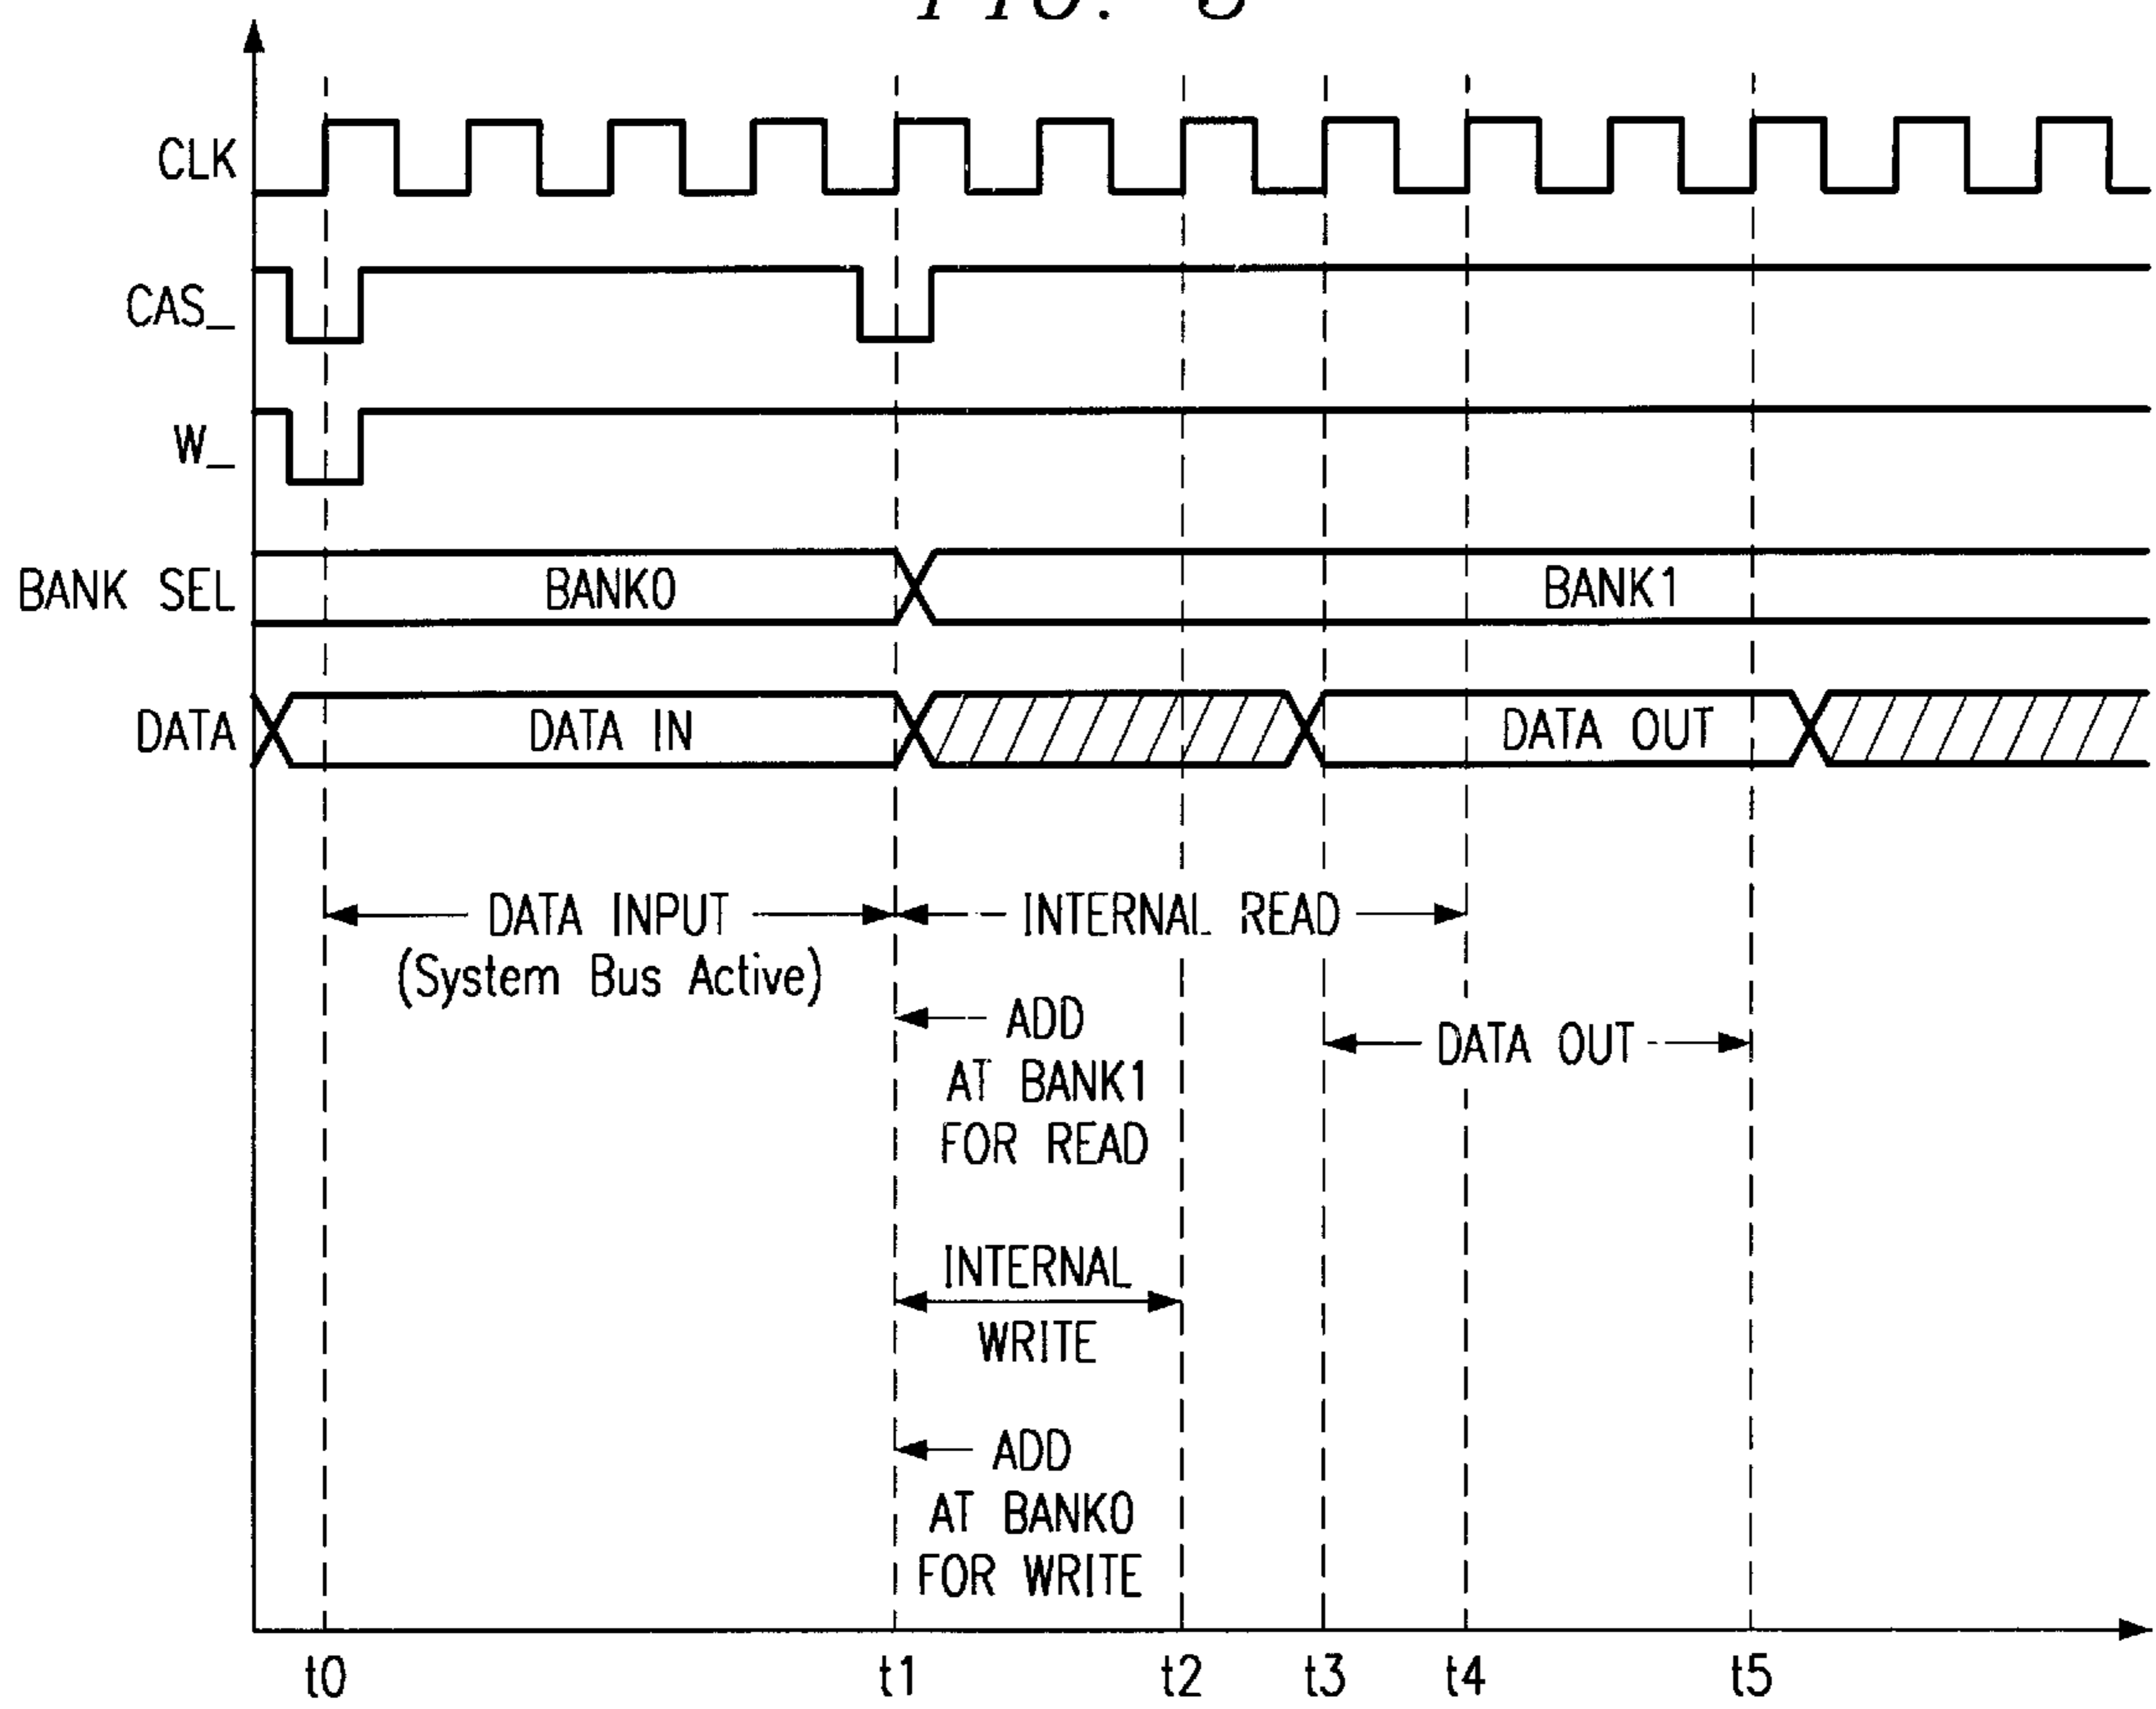 CLK
CAS_
W_
BANK SEL
BANK0
BANK1
DATA
DATA IN
DATA OUT
DATA INPUT
(System Bus Active)
INTERNAL READ
ADD
AT BANK1
FOR READ
DATA OUT
INTERNAL
WRITE
ADD
AT BANK0
FOR WRITE
t0
t1
t2
t3
t4
t5